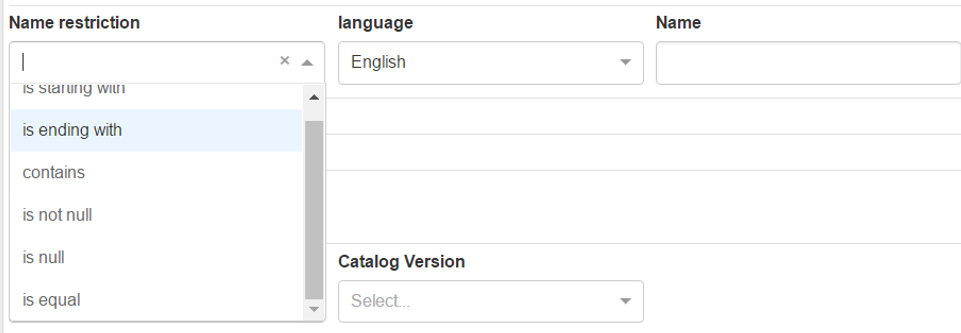 Name restriction
language
Name
English
is starting with
is ending with
contains
is not null
is null
is equal
Catalog Version
Select...